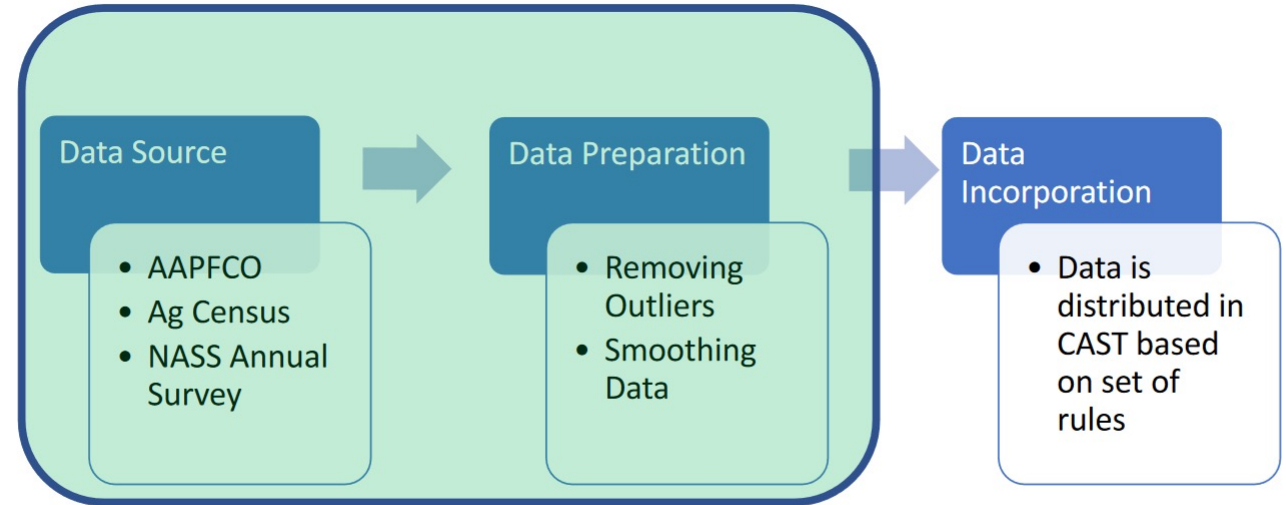 Data Source
• AAPFCO
• Ag Census
• NASS Annual
Survey
Data Preparation
• Removing
Outliers
• Smoothing
Data
Data
Incorporation
• Data is
distributed in
CAST based
on set of
rules